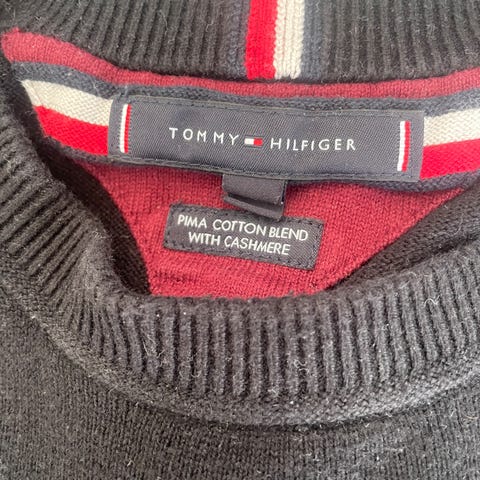 TOMMY HILFIGER
PIMA COTTON BLEND
WITH CASHMERE